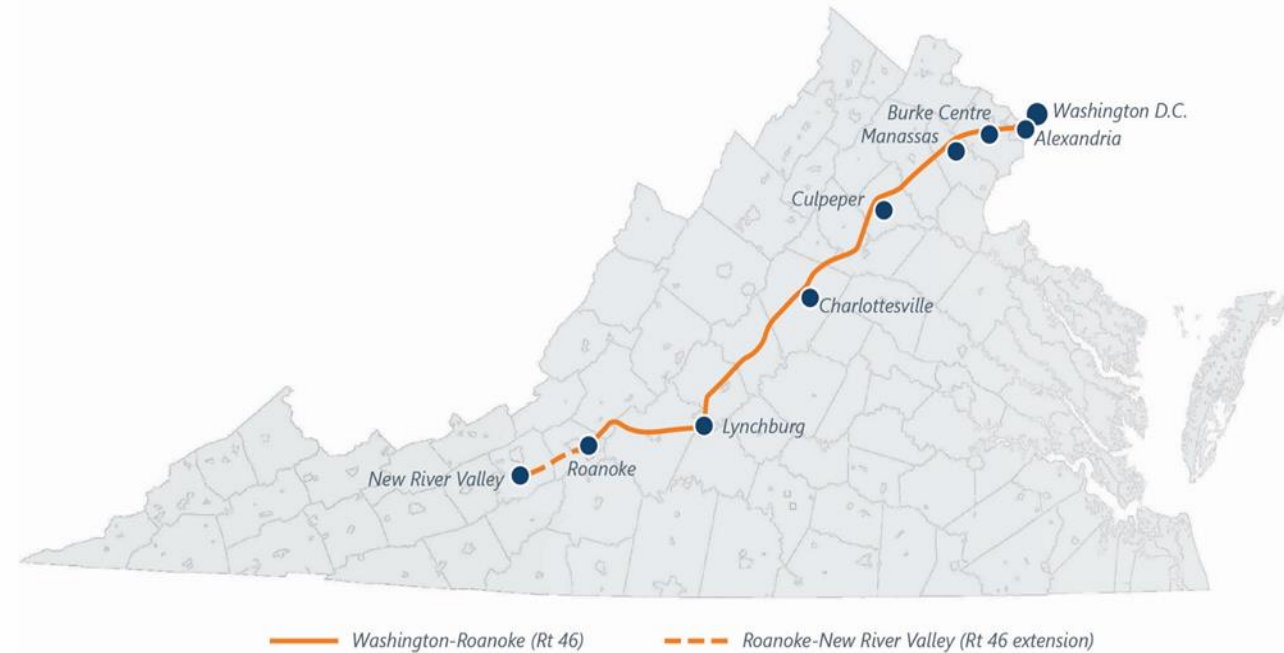 Burke Centre
Washington D.C.
Manassas
Alexandria
Culpeper
Charlottesville
Lynchburg
Roanoke
New River Valley
Washington-Roanoke (Rt 46)
Roanoke-New River Valley (Rt 46 extension)